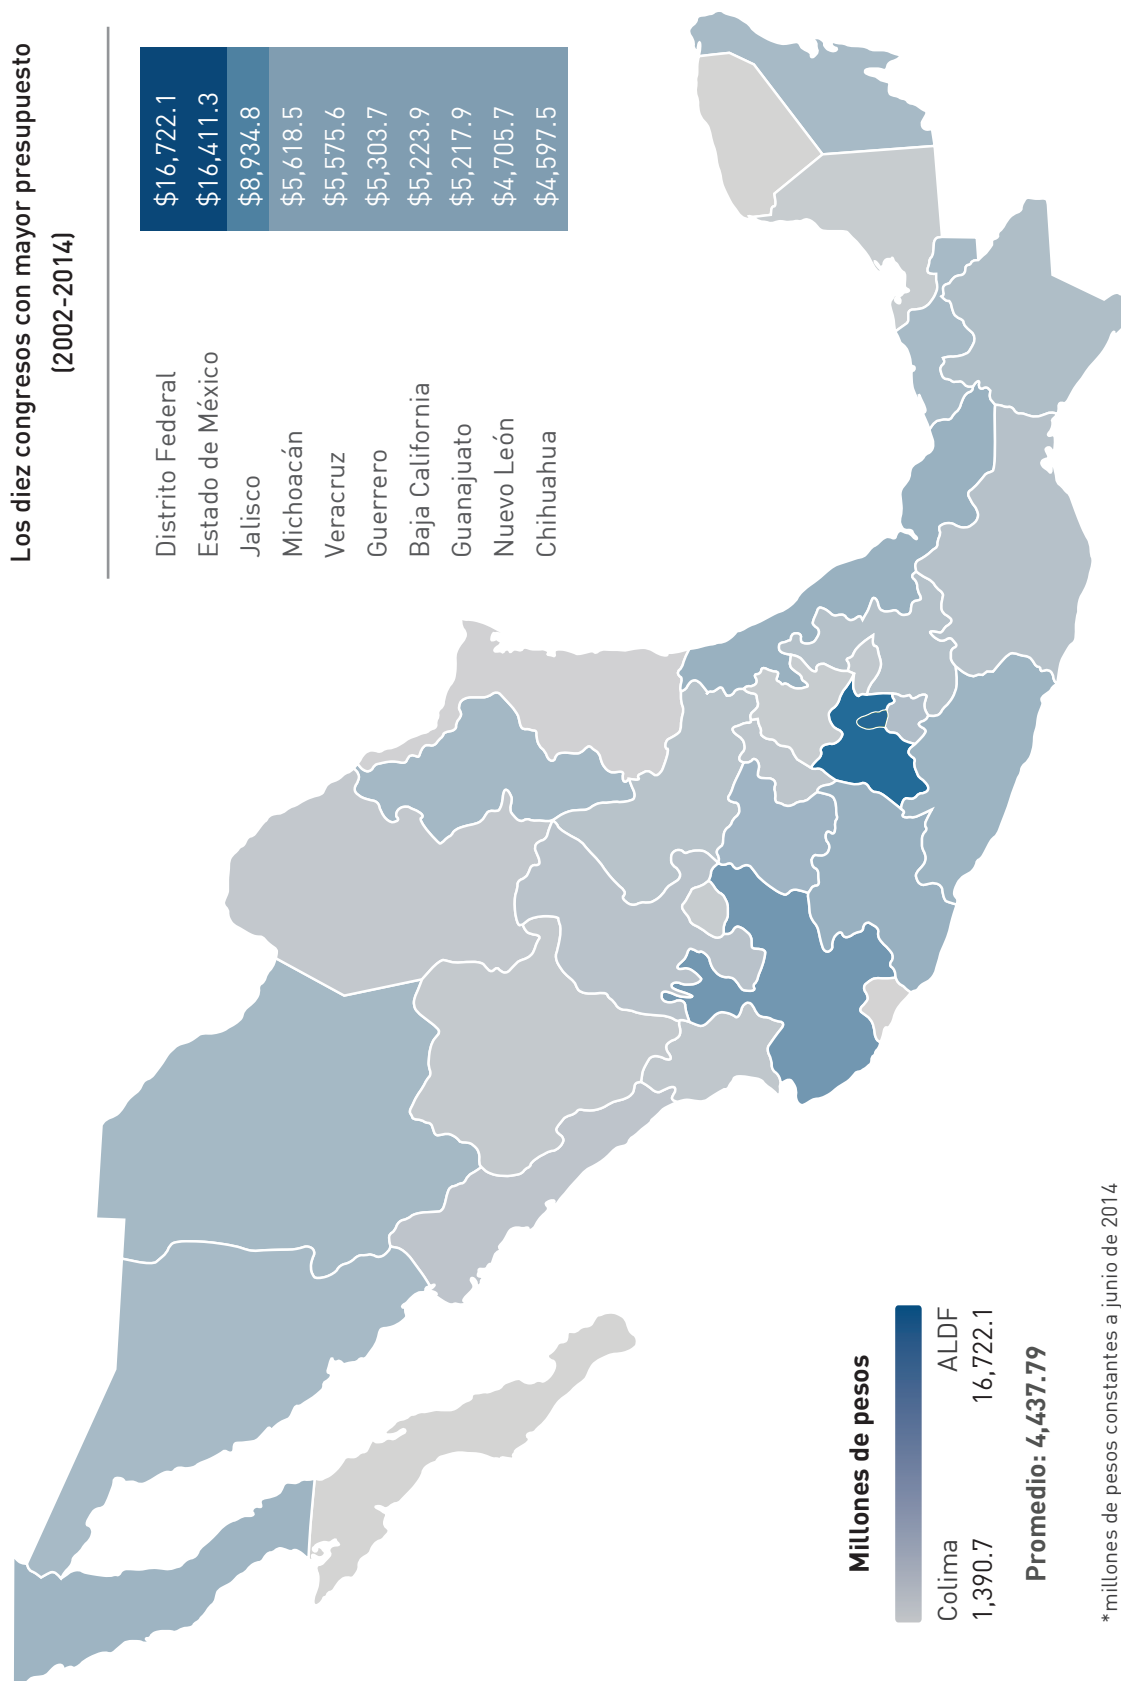 Los diez congresos con mayor presupuesto
(2002-2014)
Distrito Federal $16,722.1
Estado de México $16,411.3
Jalisco $8,934.8
Michoacán $5,618.5
Veracruz $5,575.6
Guerrero $5,303.7
Baja California $5,223.9
Guanajuato $5,217.9
Nuevo León $4,705.7
Chihuahua $4,597.5
Millones de pesos
Colima ALDF
1,390.7 16,722.1
Promedio: 4,437.79
*millones de pesos constantes a junio de 2014